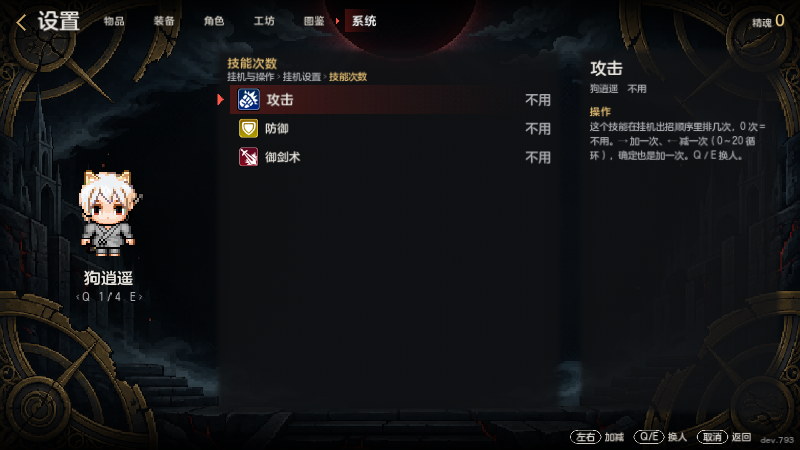 设置 物品 装备 角色 工坊 图鉴 系统 精魂 0
技能次数
挂机与操作 › 挂机设置 › 技能次数
攻击 不用
防御 不用
御剑术 不用
狗逍遥
‹Q 1/4 E›
攻击
狗逍遥 不用
操作
这个技能在挂机出招顺序里排几次，0 次＝
不用。→ 加一次、← 减一次（0～20 循
环），确定也是加一次。Q / E 换人。
左右 加减 Q/E 换人 取消 返回 dev.793